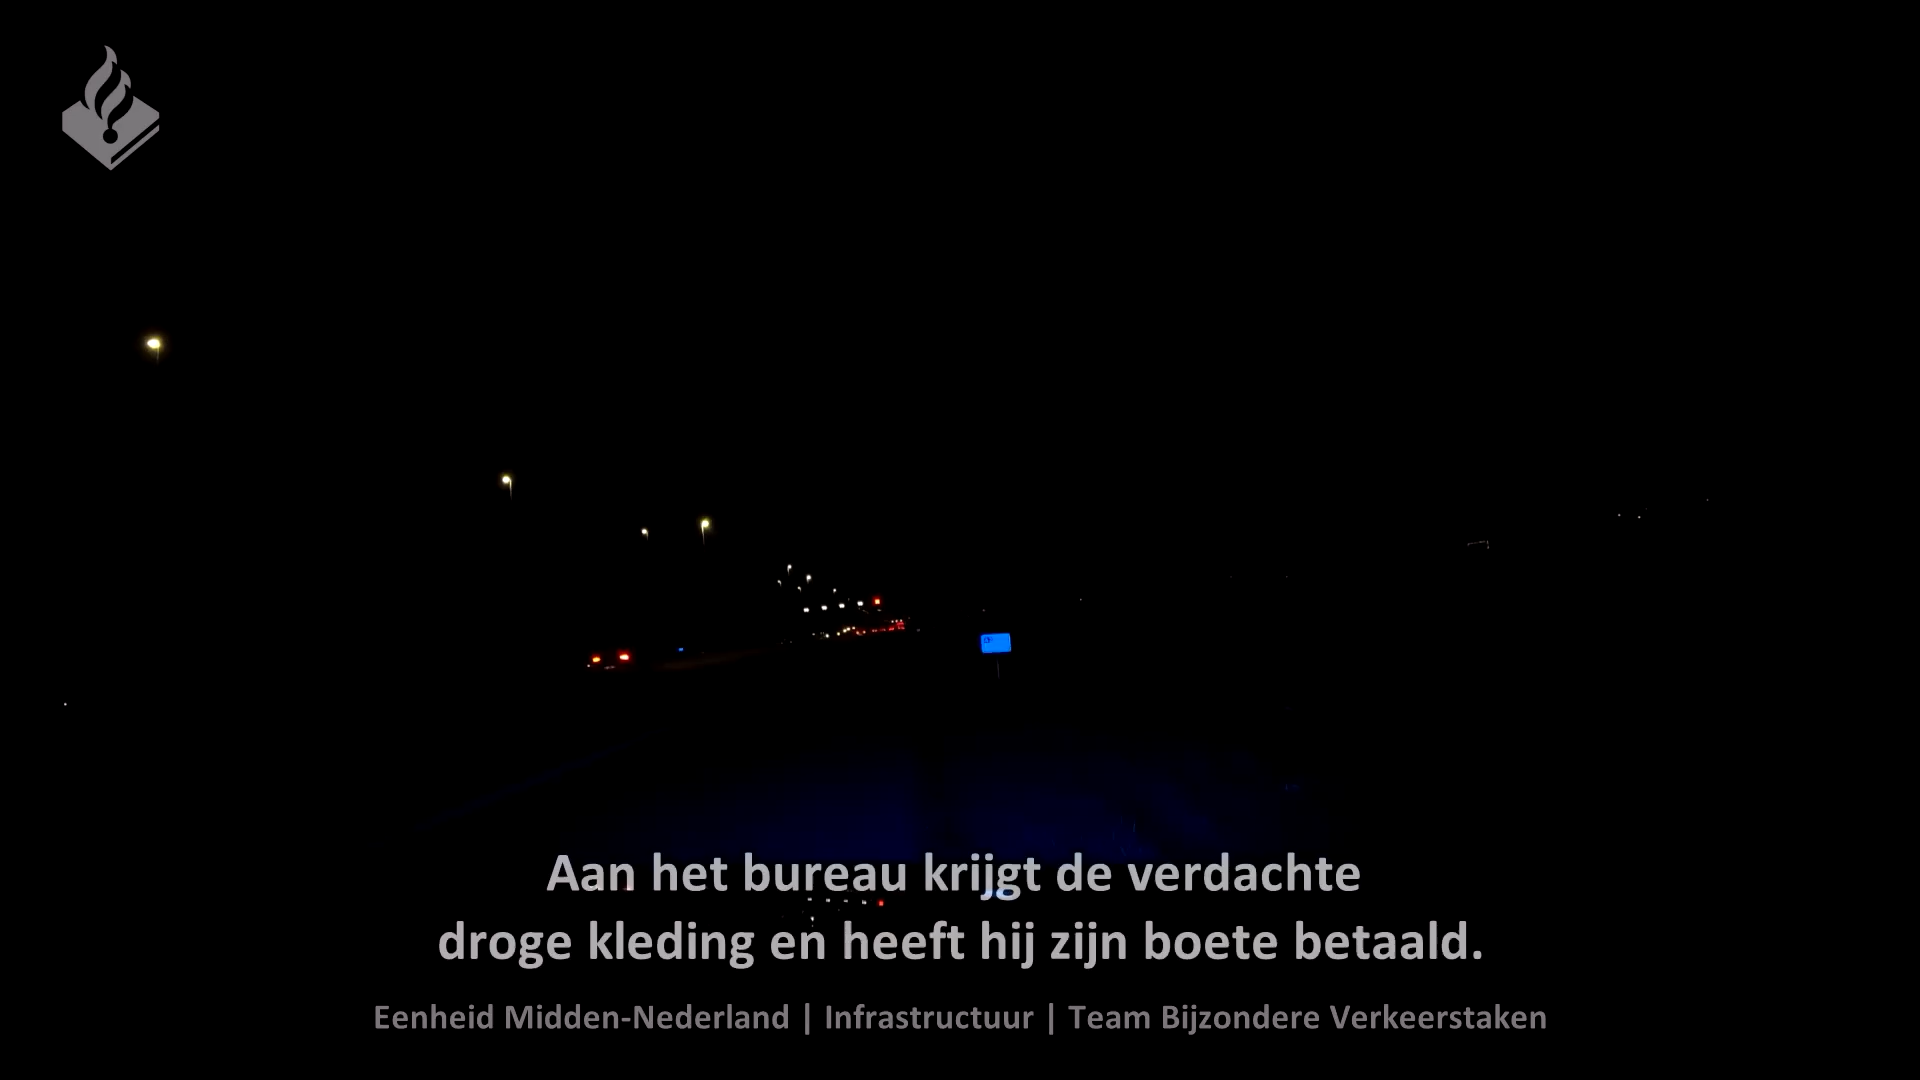 Aan het bureau krijgt de verdachte
droge kleding en heeft hij zijn boete betaald.
Eenheid Midden-Nederland | Infrastructuur | Team Bijzondere Verkeerstaken